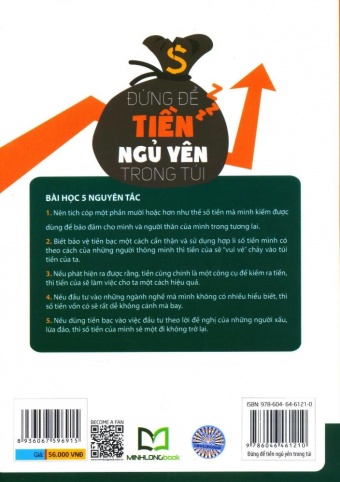 $
ĐỪNG ĐỂ
TIỀN
NGỦ YÊN
TRONG TÚI
BÀI HỌC 5 NGUYÊN TẮC
1. Nên tích cóp một phần mười hoặc hơn như thế số tiền mà mình kiếm được
dùng để bảo đảm cho mình và người thân của mình trong tương lai.
2. Biết bảo vệ tiền bạc một cách cẩn thận và sử dụng hợp lí số tiền mình có
theo cách của những người thông minh thì tiền của sẽ “vui vẻ” chảy vào túi
tiền của ta.
3. Nếu phát hiện ra được rằng, tiền cũng chính là một công cụ để kiếm ra tiền,
thì tiền của sẽ làm việc cho ta một cách hiệu quả.
4. Nếu đầu tư vào những ngành nghề mà mình không có nhiều hiểu biết, thì
số tiền vốn có sẽ rất dễ không cánh mà bay.
5. Nếu dùng tiền bạc vào việc đầu tư theo lời đề nghị của những người xấu,
lừa đảo, thì số tiền của mình sẽ một đi không trở lại.
8936067596915
Giá: 56.000 VNĐ
BECOME A FAN
MINHLONGbook
ISBN: 978-604-64-6121-0
9786046461210
Đừng để tiền ngủ yên trong túi